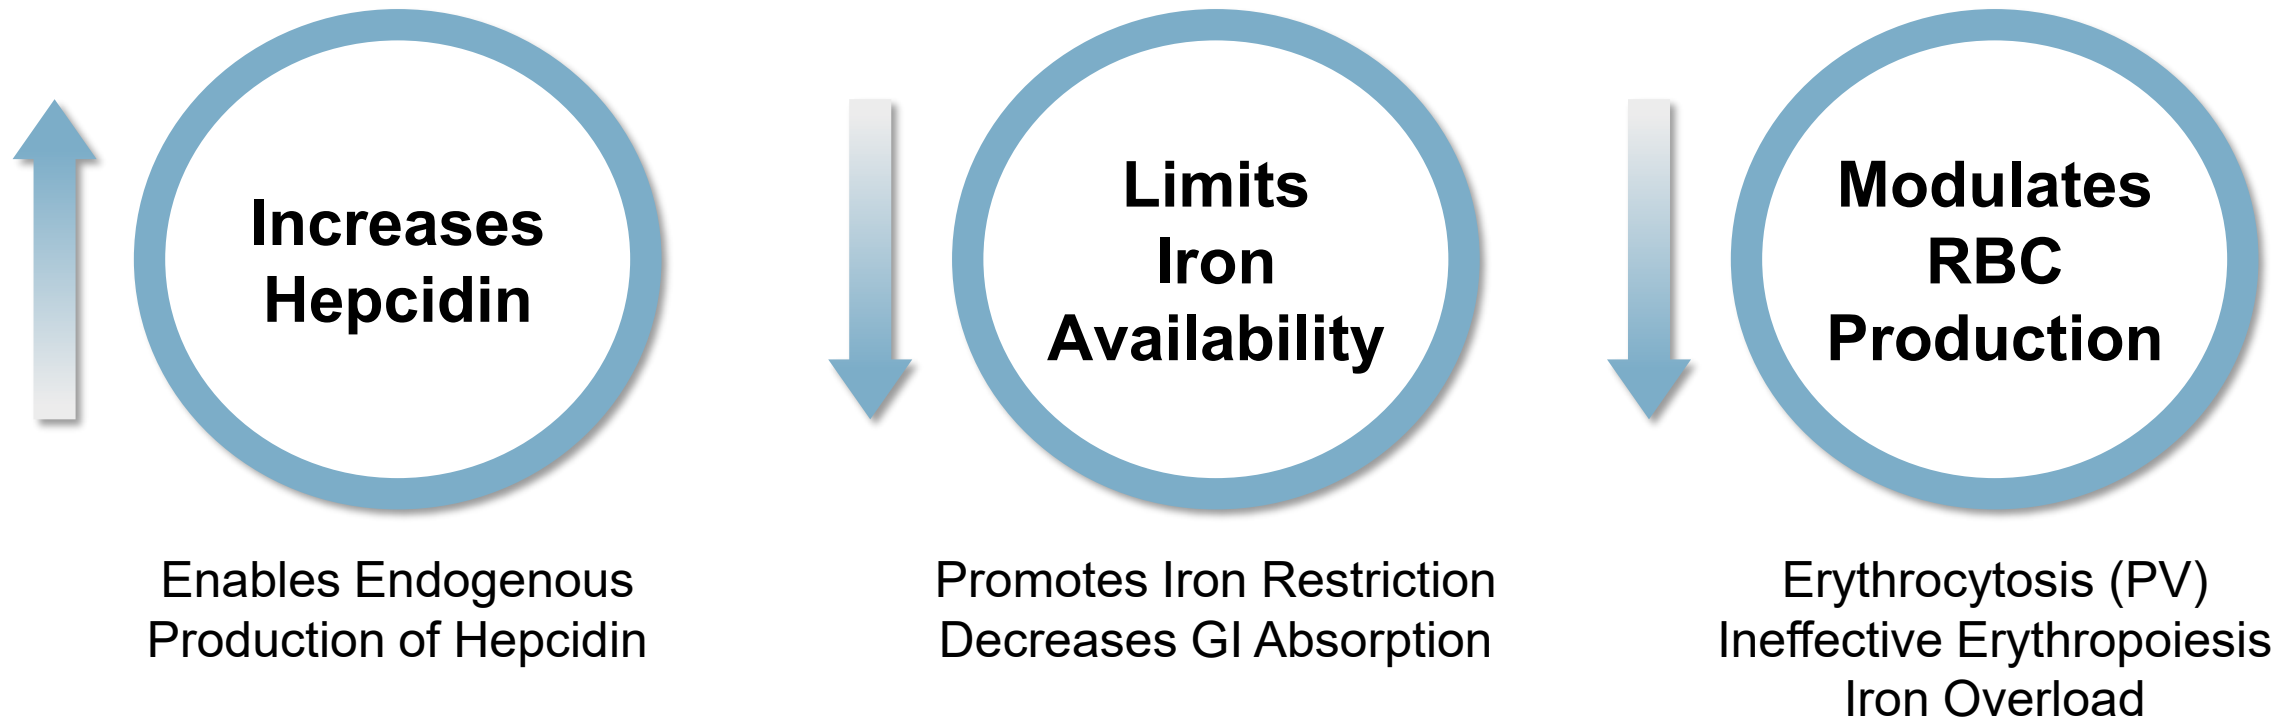 Increases
Hepcidin
Enables Endogenous
Production of Hepcidin
Limits
Iron
Availability
Promotes Iron Restriction
Decreases GI Absorption
Modulates
RBC
Production
Erythrocytosis (PV)
Ineffective Erythropoiesis
Iron Overload